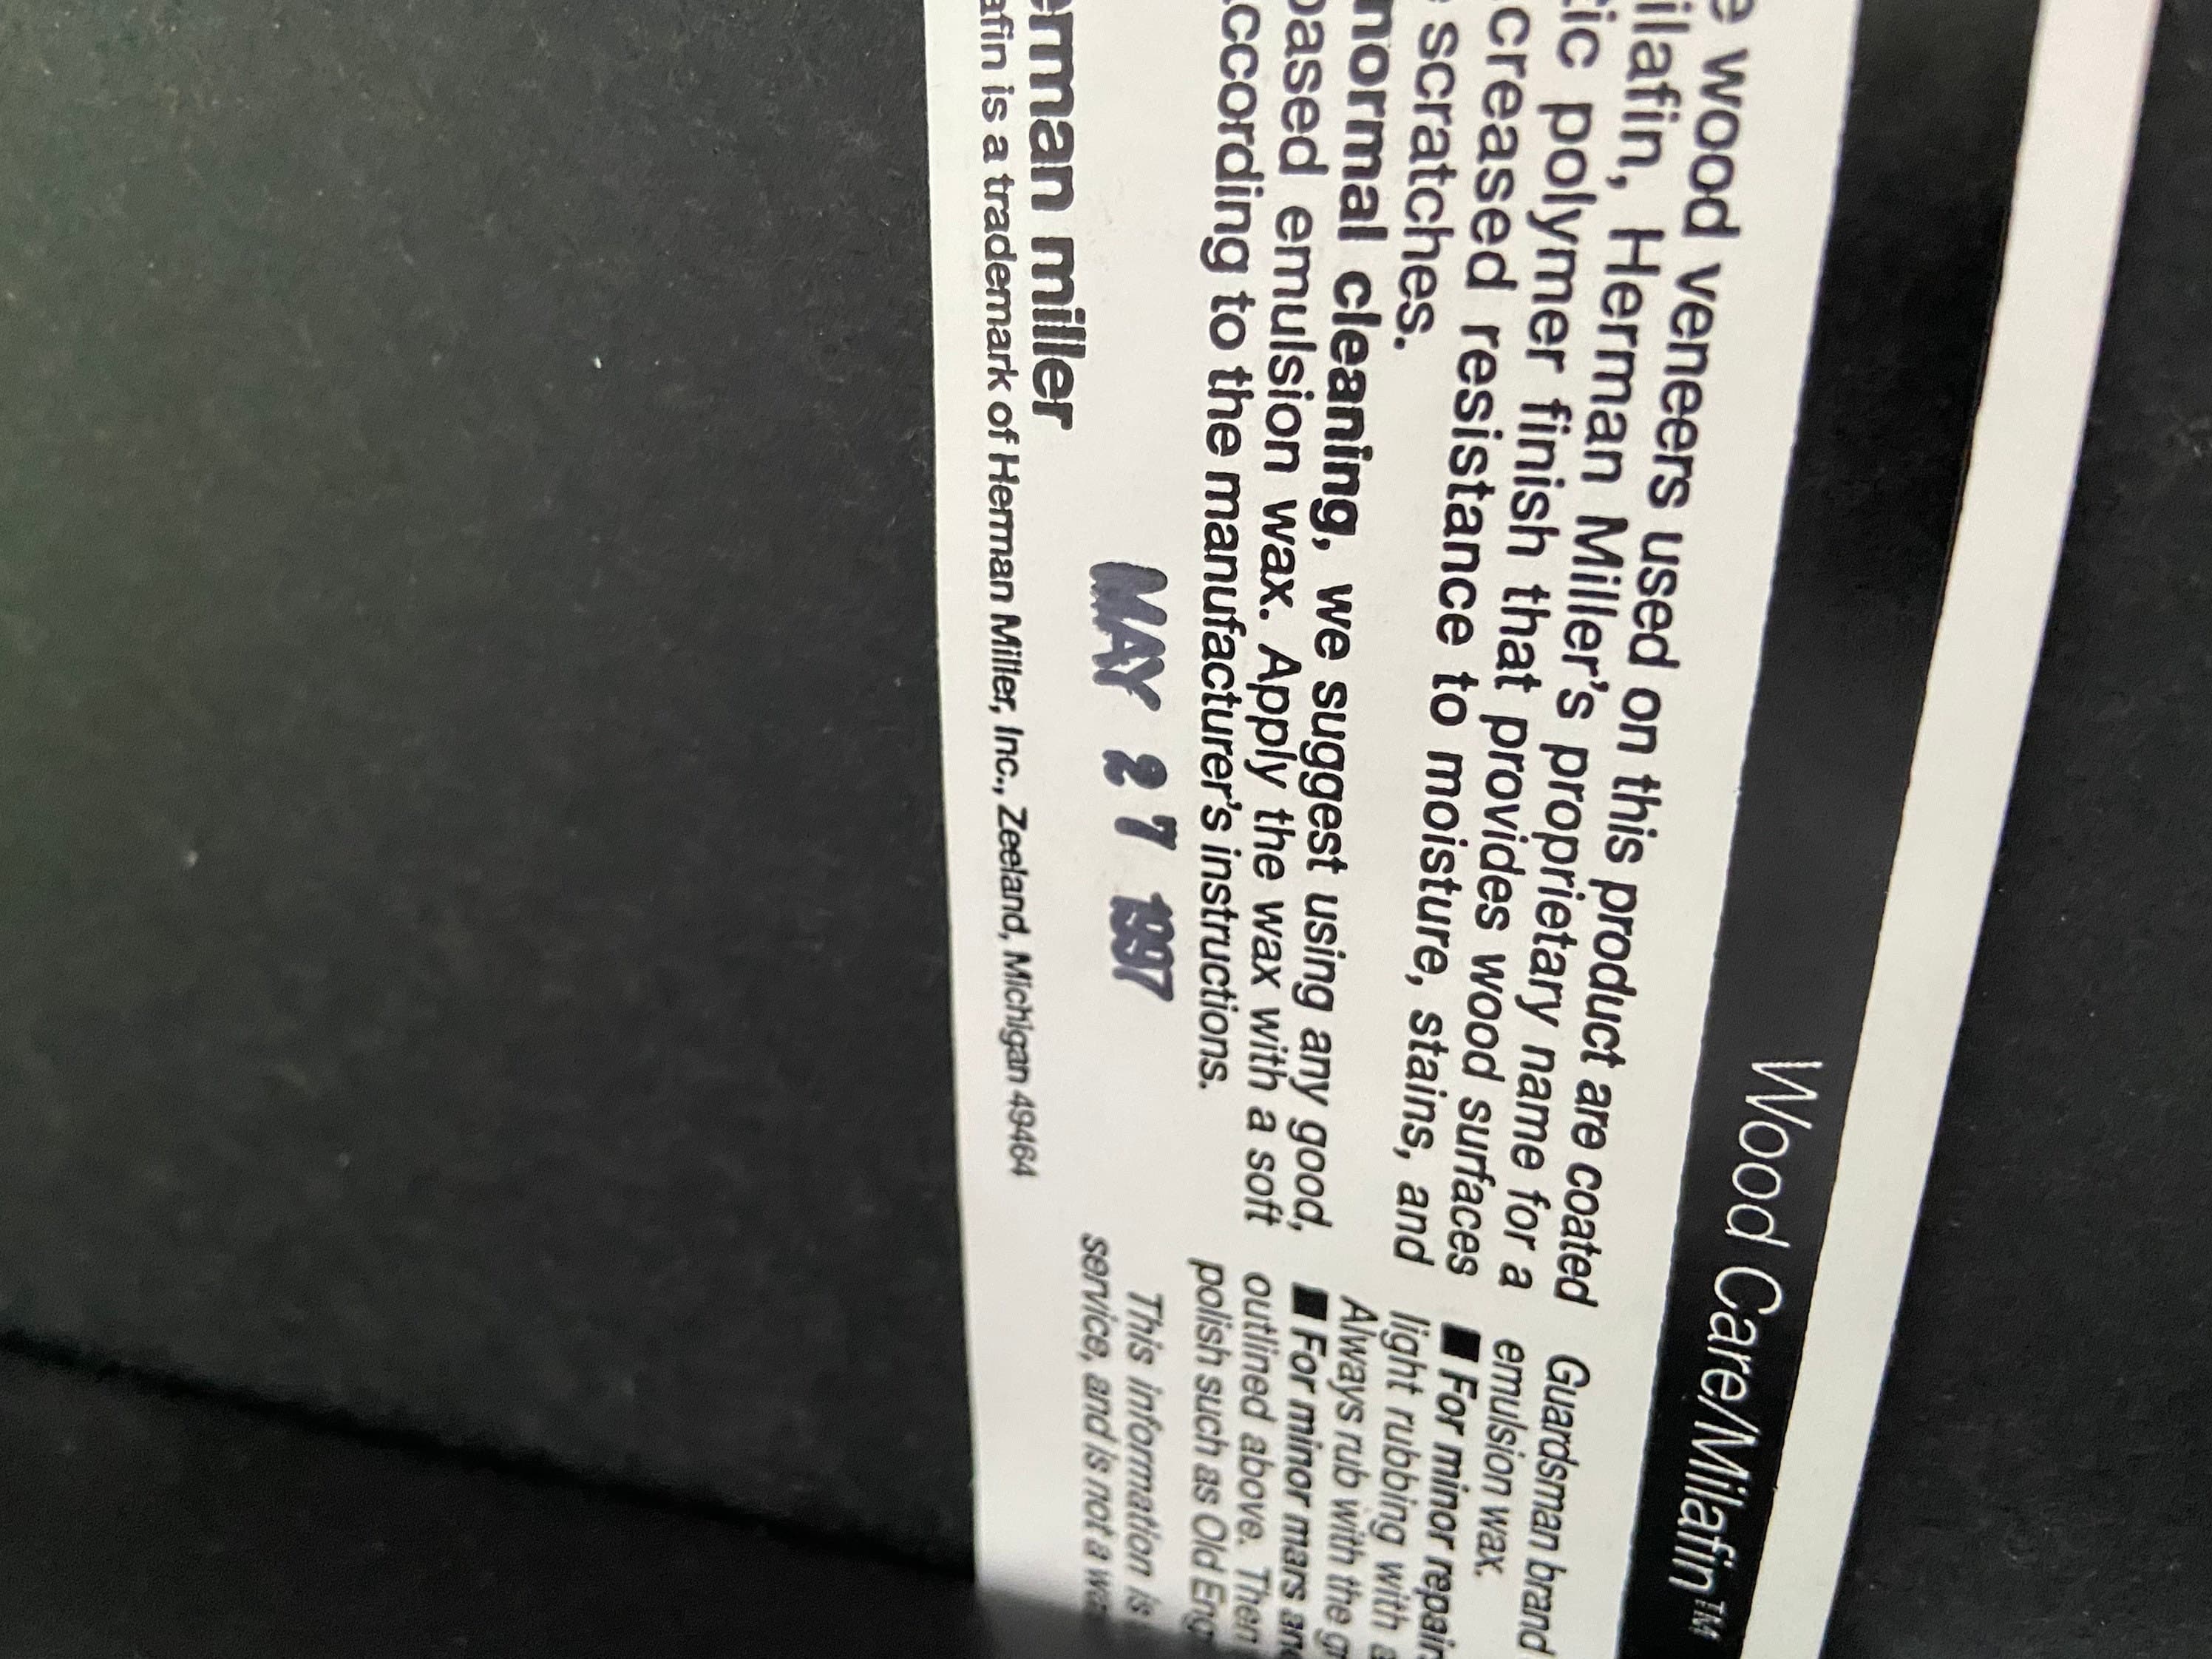 Wood Care/Milafin™
e wood veneers used on this product are coated
ilafin, Herman Miller's proprietary name for a
tic polymer finish that provides wood surfaces
creased resistance to moisture, stains, and
scratches.
normal cleaning, we suggest using any good,
based emulsion wax. Apply the wax with a soft
according to the manufacturer's instructions.
MAY 27 1997
erman miller
afin is a trademark of Herman Miller, Inc., Zeeland, Michigan 49464
Guardsman brand
emulsion wax.
■ For minor repair
light rubbing with a
Always rub with the gr
■ For minor mars an
outlined above. Then
polish such as Old Eng
This information is
service, and is not a wa